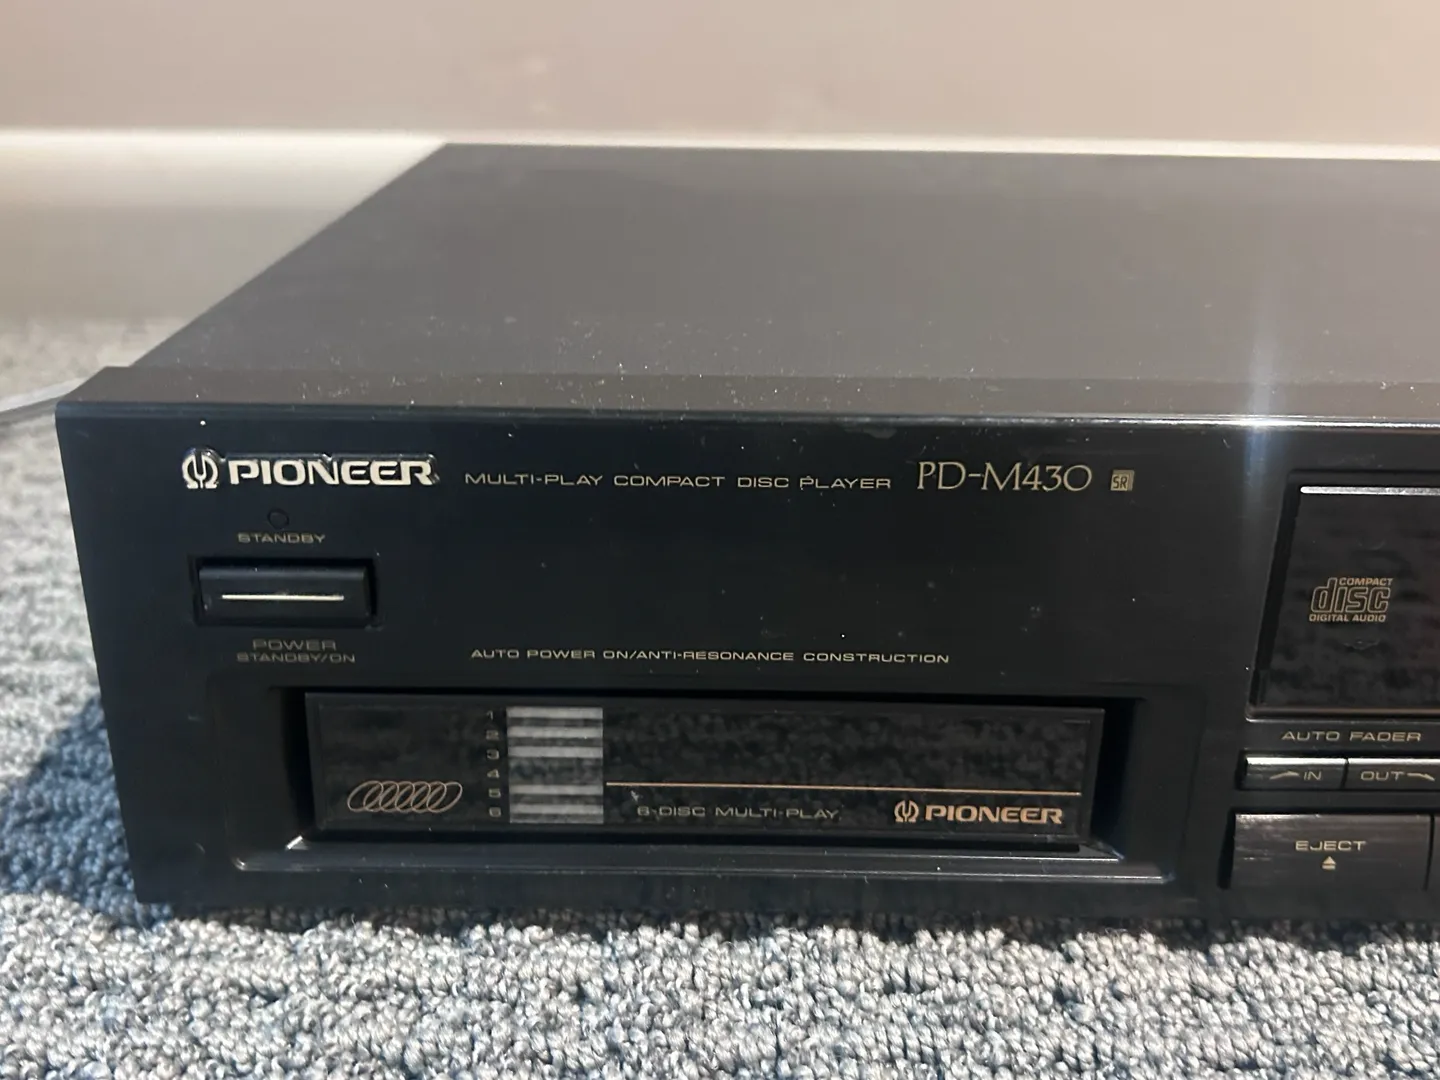 PIONEER MULTI-PLAY COMPACT DISC PLAYER PD-M430 SR
STANDBY
POWER
STANDBY/ON
AUTO POWER ON/ANTI-RESONANCE CONSTRUCTION
1
2
3
4
5
6
6-DISC MULTI-PLAY PIONEER
COMPACT
disc
DIGITAL AUDIO
AUTO FADER
IN OUT
EJECT